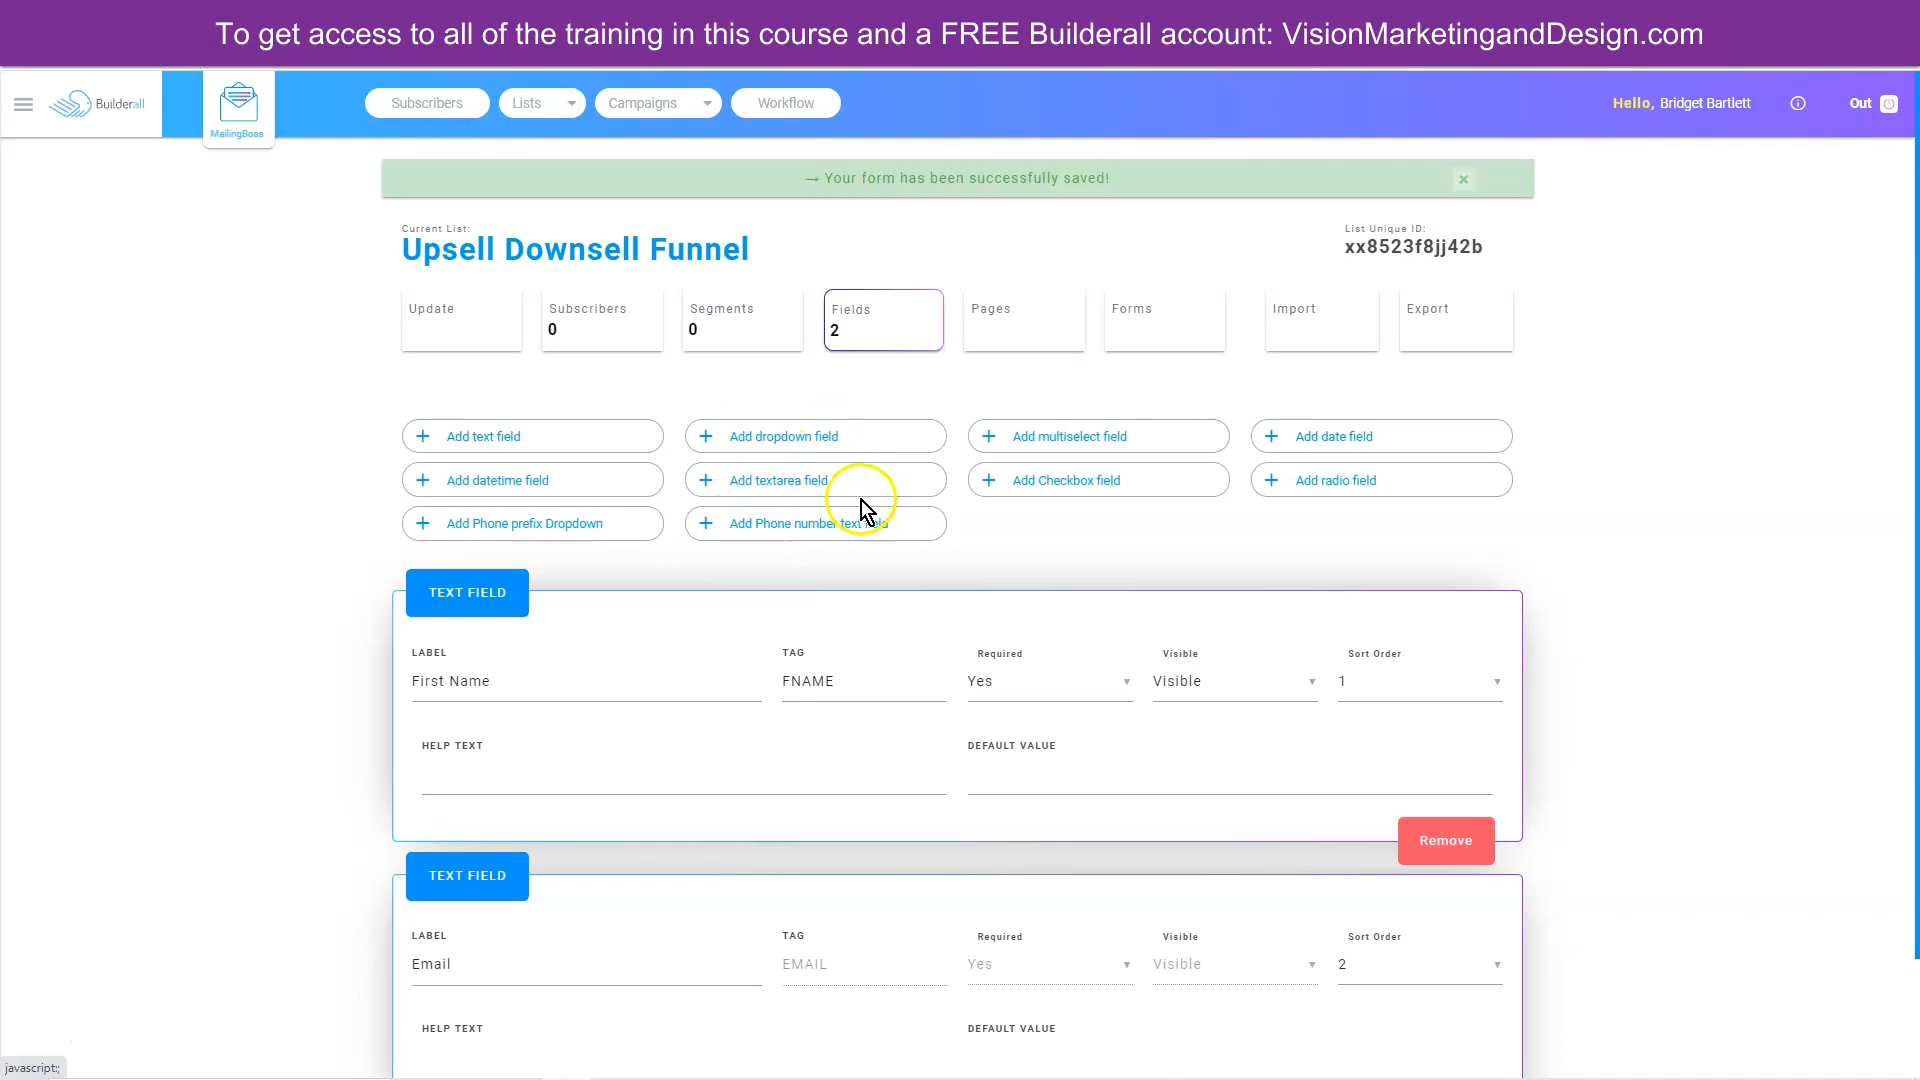 To get access to all of the training in this course and a FREE Builderall account: VisionMarketingandDesign.com
Builderall
MailingBoss
Subscribers
Lists
Campaigns
Workflow
Hello, Bridget Bartlett
Out
→ Your form has been successfully saved!
×
Current List:
Upsell Downsell Funnel
List Unique ID:
xx8523f8jj42b
Update
Subscribers
0
Segments
0
Fields
2
Pages
Forms
Import
Export
+ Add text field
+ Add dropdown field
+ Add multiselect field
+ Add date field
+ Add datetime field
+ Add textarea field
+ Add Checkbox field
+ Add radio field
+ Add Phone prefix Dropdown
+ Add Phone number text field
TEXT FIELD
LABEL
TAG
Required
Visible
Sort Order
First Name
FNAME
Yes
Visible
1
HELP TEXT
DEFAULT VALUE
Remove
TEXT FIELD
LABEL
TAG
Required
Visible
Sort Order
Email
EMAIL
Yes
Visible
2
HELP TEXT
DEFAULT VALUE
javascript:;